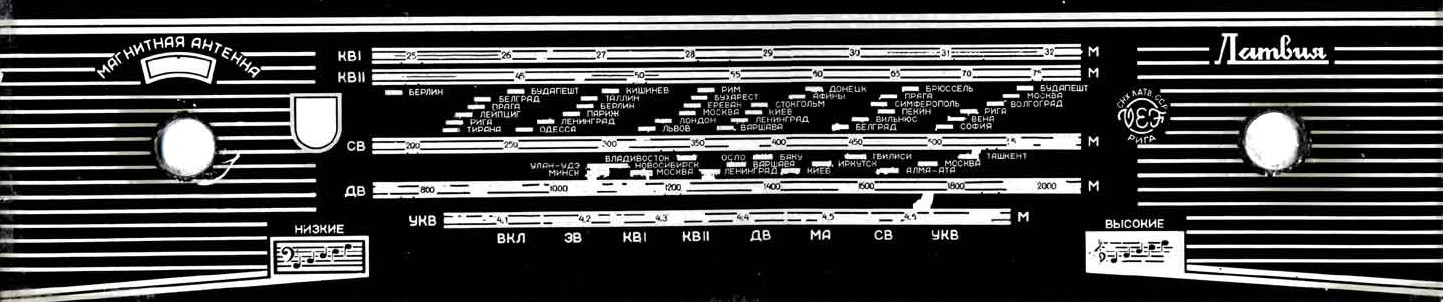 МАГНИТНАЯ АНТЕННА
Латвия
КВI 25 26 27 28 29 30 31 32 М
КВII 45 50 55 60 65 70 75 М
БЕРЛИН БУДАПЕШТ КИШИНЕВ РИМ ДОНЕЦК БРЮССЕЛЬ БУДАПЕШТ
БЕЛГРАД ТАЛЛИН БУХАРЕСТ АФИНЫ ПРАГА МОСКВА
ПРАГА БЕРЛИН ЕРЕВАН СТОКГОЛЬМ СИМФЕРОПОЛЬ ВОЛГОГРАД
ЛЕЙПЦИГ ПАРИЖ МОСКВА КИЕВ ПЕКИН РИГА
РИГА ЛЕНИНГРАД ЛОНДОН ЛЕНИНГРАД ВИЛЬНЮС ВЕНА
ТИРАНА ОДЕССА ЛЬВОВ ВАРШАВА БЕЛГРАД СОФИЯ
СВ 200 250 300 350 400 450 500 М
ВЛАДИВОСТОК ОСЛО БАКУ ТБИЛИСИ ТАШКЕНТ
УЛАН-УДЭ НОВОСИБИРСК ВАРШАВА ИРКУТСК МОСКВА
МИНСК МОСКВА ЛЕНИНГРАД КИЕВ АЛМА-АТА
ДВ 800 1000 1200 1400 1600 1800 2000 М
УКВ 4,1 4,2 4,3 4,4 4,5 М
ВКЛ ЗВ КВI КВII ДВ МА СВ УКВ
СНХ ЛАТВ. ССР
VEF
РИГА
НИЗКИЕ
ВЫСОКИЕ